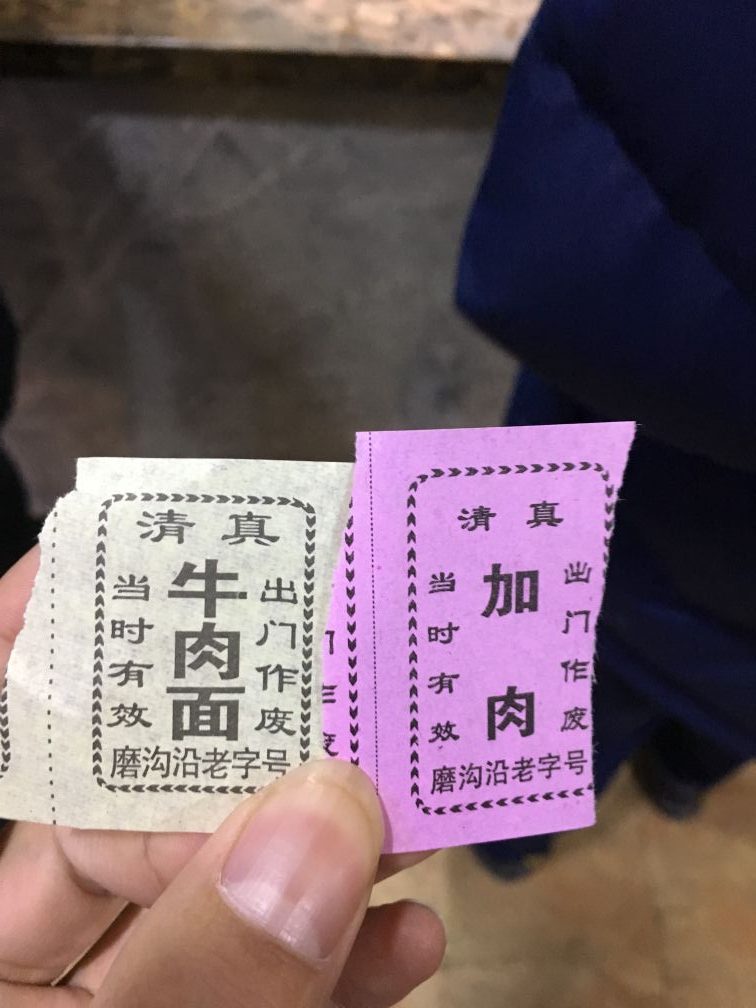 清真
当时有效
牛肉面
出门作废
磨沟沿老字号
清真
当时有效
加肉
出门作废
磨沟沿老字号